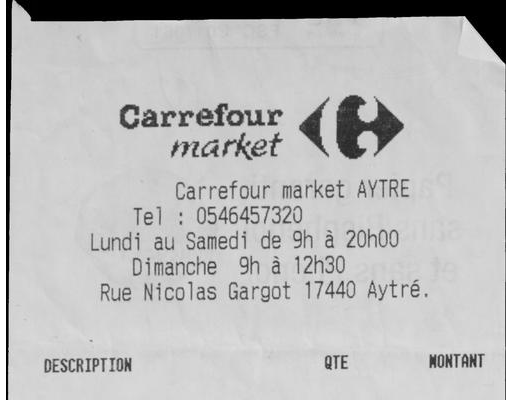 Carrefour
market
Carrefour market AYTRE
Tel : 0546457320
Lundi au Samedi de 9h à 20h00
Dimanche 9h à 12h30
Rue Nicolas Gargot 17440 Aytré.
DESCRIPTION QTE MONTANT